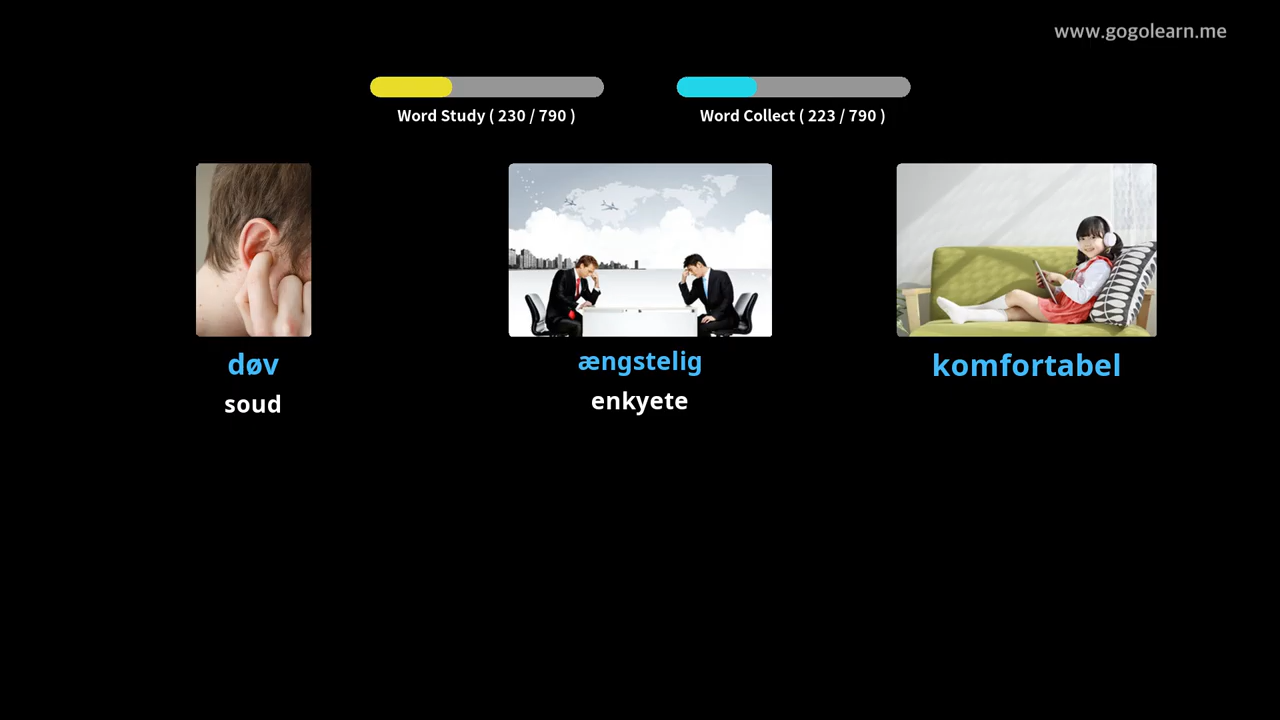 www.gogolearn.me
Word Study ( 230 / 790 )
Word Collect ( 223 / 790 )
døv
ængstelig
komfortabel
soud
enkyete